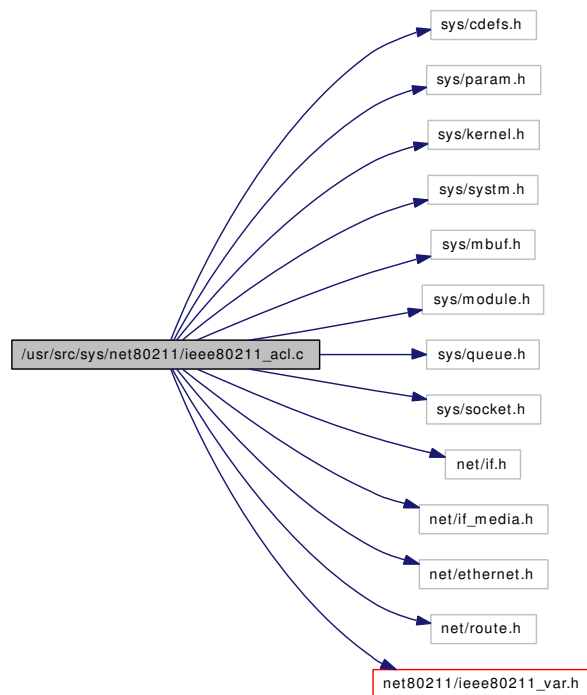 sys/cdefs.h
sys/param.h
sys/kernel.h
sys/systm.h
sys/mbuf.h
sys/module.h
/usr/src/sys/net80211/ieee80211_acl.c
sys/queue.h
sys/socket.h
net/if.h
net/if_media.h
net/ethernet.h
net/route.h
net80211/ieee80211_var.h